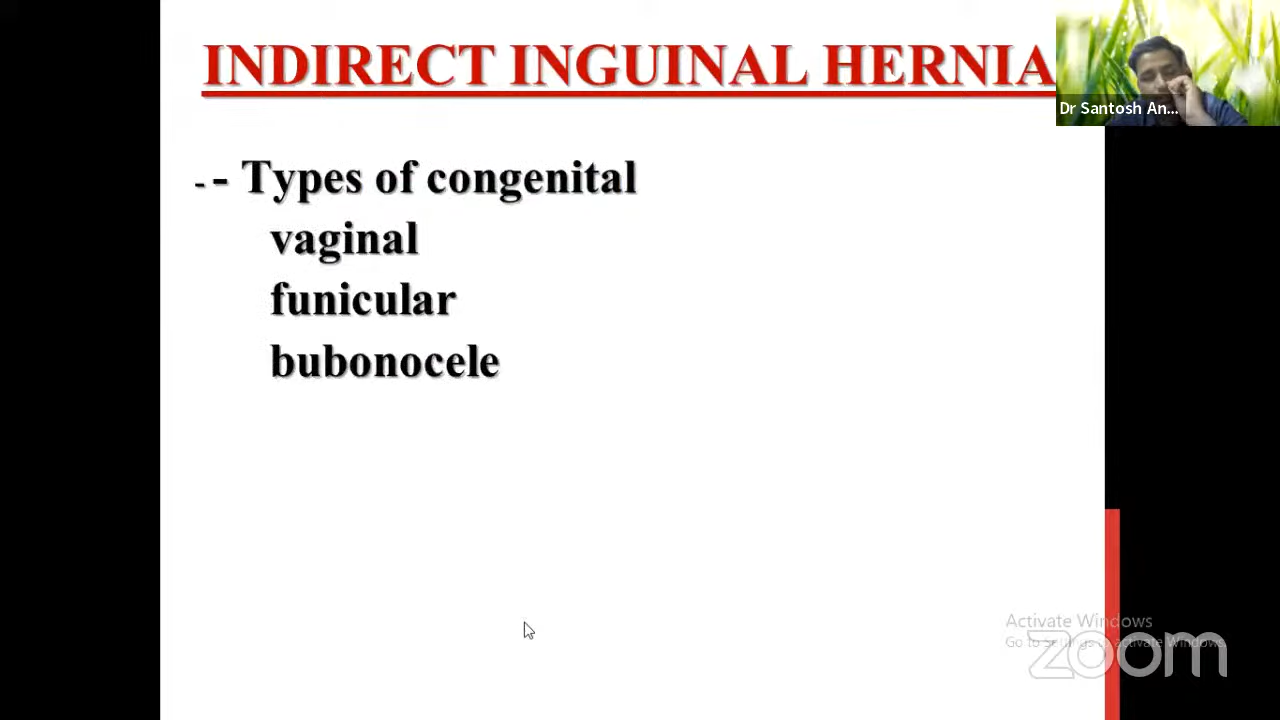 INDIRECT INGUINAL HERNIA
Dr Santosh An...
- - Types of congenital
vaginal
funicular
bubonocele
Activate Windows
Go to Settings to activate Windows.
zoom